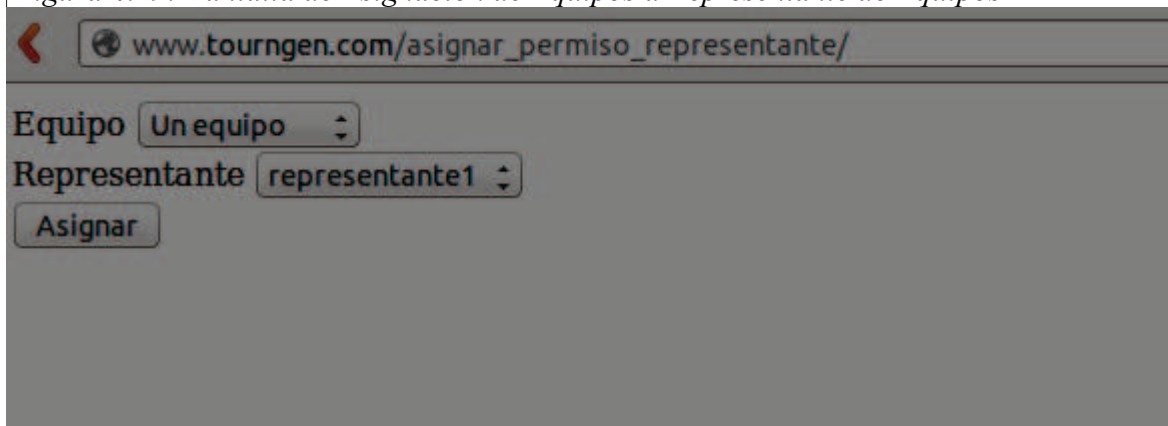 www.tourngen.com/asignar_permiso_representante/
Equipo Un equipo
Representante representante1
Asignar